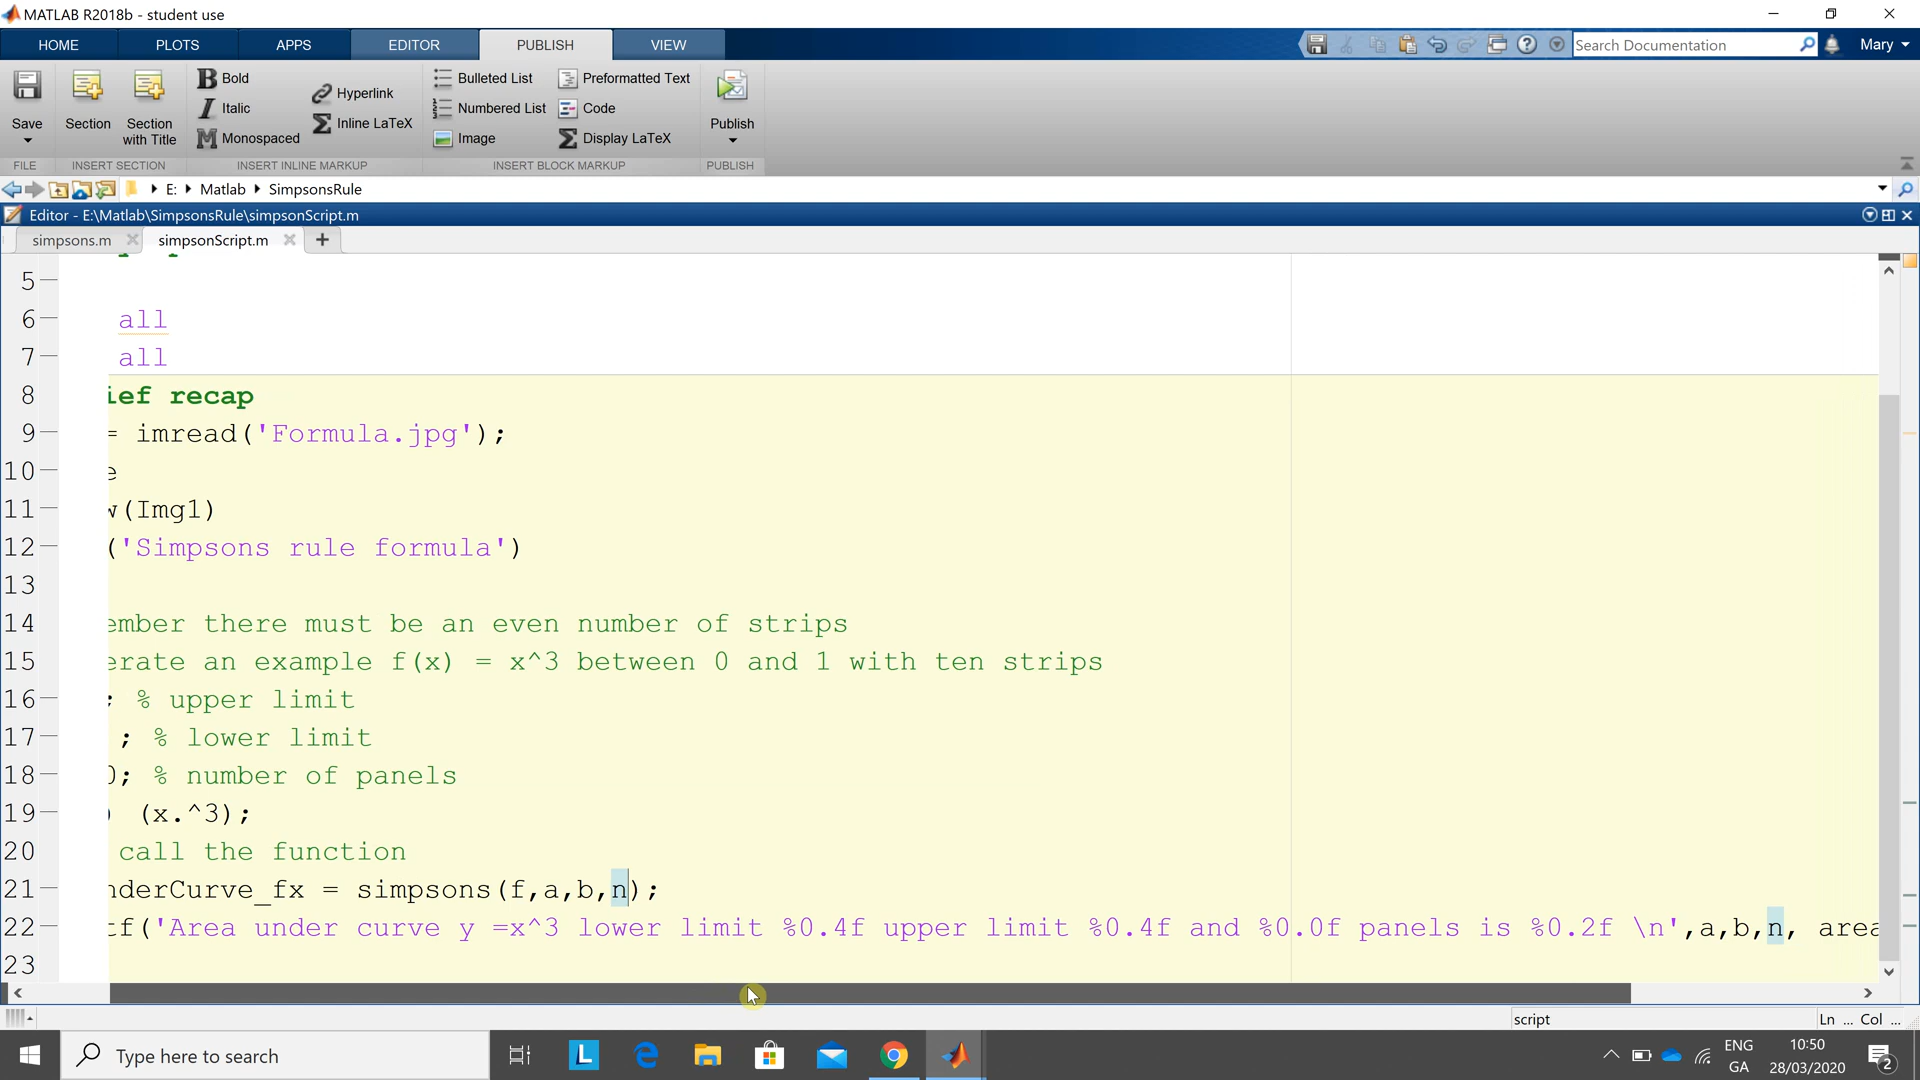 MATLAB R2018b - student use
HOME PLOTS APPS EDITOR PUBLISH VIEW Search Documentation Mary
Save Section Section with Title Bold Italic Monospaced Hyperlink Inline LaTeX Bulleted List Numbered List Image Preformatted Text Code Display LaTeX Publish
FILE INSERT SECTION INSERT INLINE MARKUP INSERT BLOCK MARKUP PUBLISH
E: Matlab SimpsonsRule
Editor - E:\Matlab\SimpsonsRule\simpsonScript.m
simpsons.m simpsonScript.m
5
6 all
7 all
8 ief recap
9 = imread('Formula.jpg');
10 e
11 w(Img1)
12 ('Simpsons rule formula')
13
14 ember there must be an even number of strips
15 erate an example f(x) = x^3 between 0 and 1 with ten strips
16 ; % upper limit
17 ; % lower limit
18 0; % number of panels
19 ) (x.^3);
20 call the function
21 nderCurve_fx = simpsons(f,a,b,n);
22 tf('Area under curve y =x^3 lower limit %0.4f upper limit %0.4f and %0.0f panels is %0.2f \n',a,b,n, area
23
script Ln ... Col ...
Type here to search
ENG
GA
10:50
28/03/2020
2